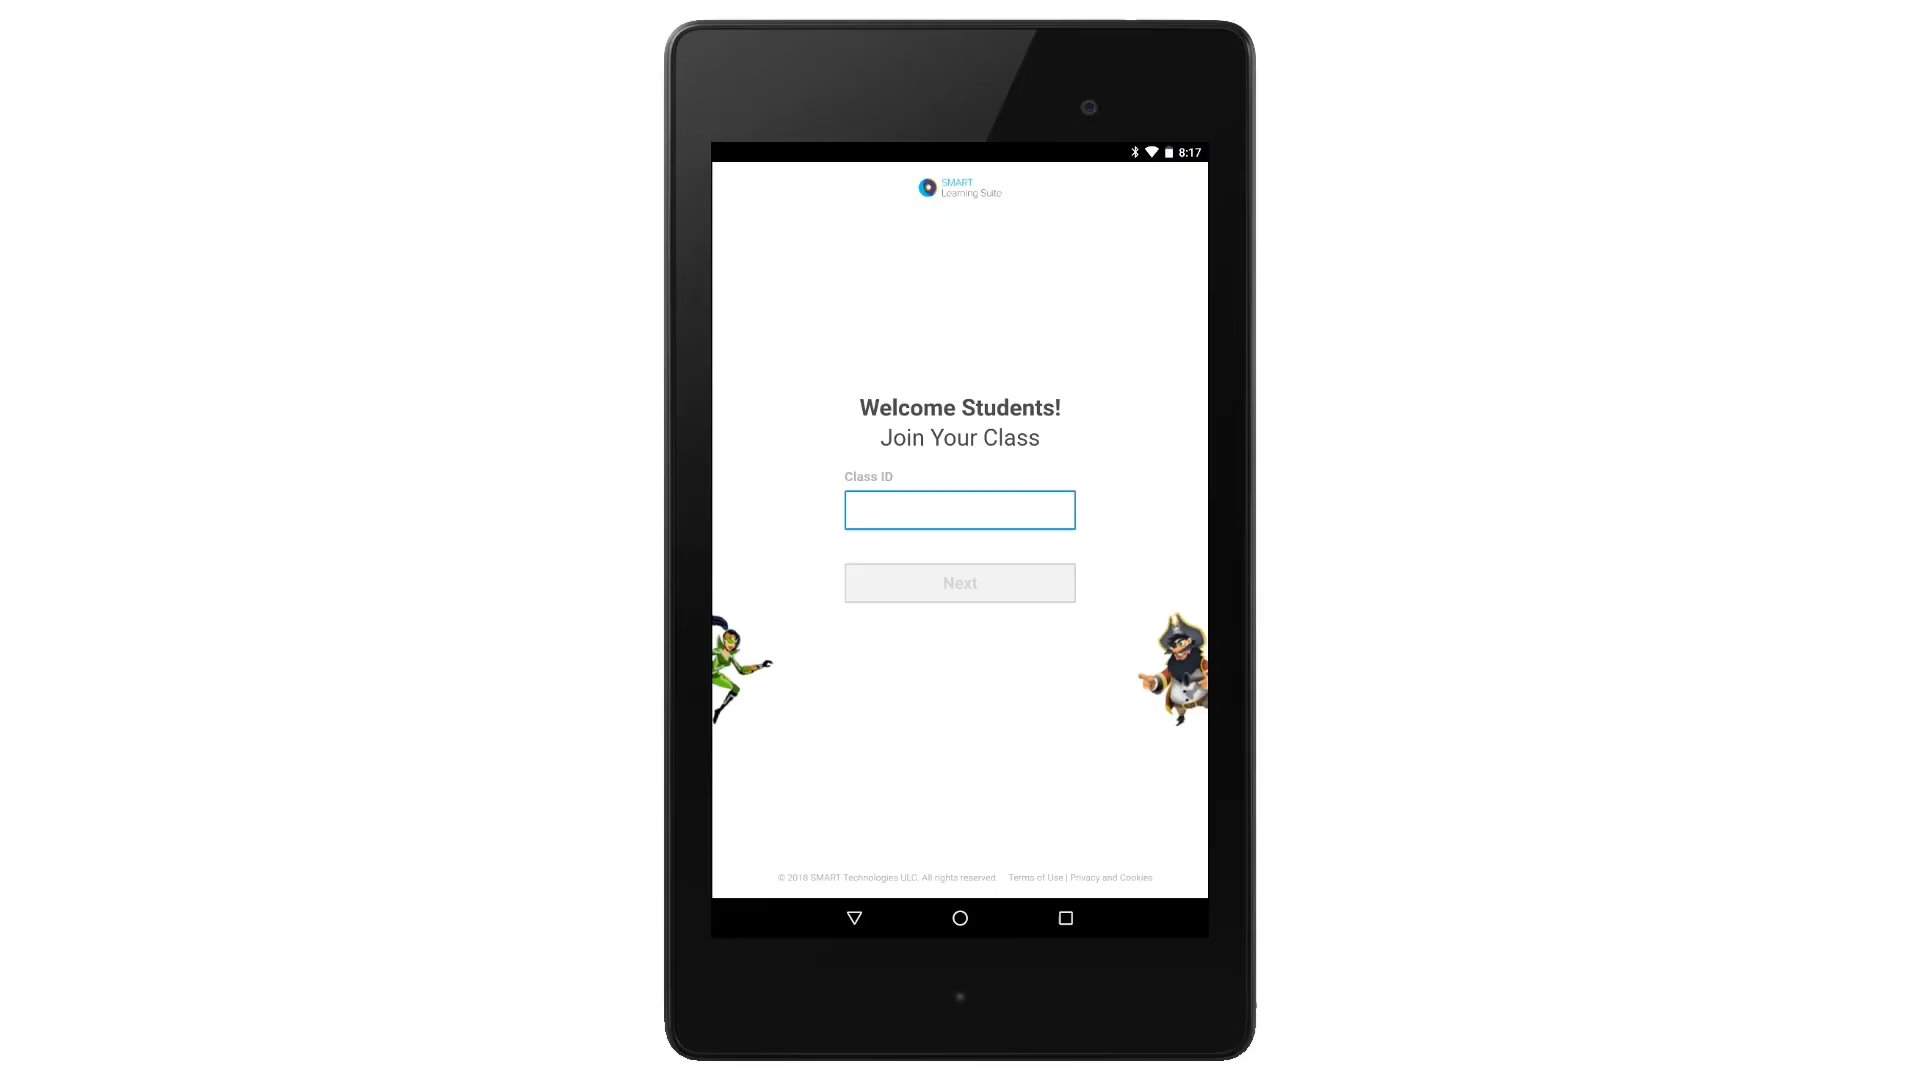 8:17
SMART
Learning Suite
Welcome Students!
Join Your Class
Class ID
Next
© 2018 SMART Technologies ULC. All rights reserved. Terms of Use | Privacy and Cookies